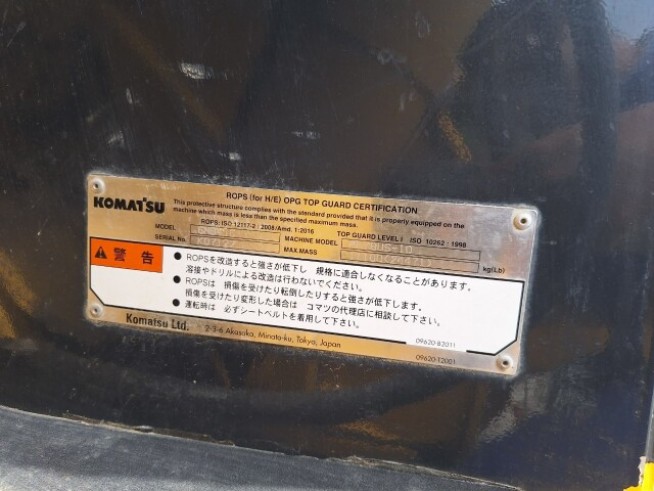 ROPS (for H/E) OPG TOP GUARD CERTIFICATION
KOMATSU
This protective structure complies with the standard provided that it is properly equipped on the
machine which mass is less than the specified maximum mass.
ROPS: ISO 12117-2 : 2008/Amd. 1:2016 TOP GUARD LEVEL I ISO 10262 : 1998
MODEL
SERIAL No. MACHINE MODEL
MAX.MASS kg(Lb)
警告
● ROPSを改造すると強さが低下し 規格に適合しなくなることがあります。
溶接やドリルによる改造は行わないでください。
● ROPSは 損傷を受けたり転倒したりすると強さが低下します。
損傷を受けたり変形した場合は コマツの代理店に相談して下さい。
● 運転時は 必ずシートベルトを着用して下さい。
09620-B2011
Komatsu Ltd. 2-3-6 Akasaka, Minato-ku, Tokyo, Japan
09620-T2001